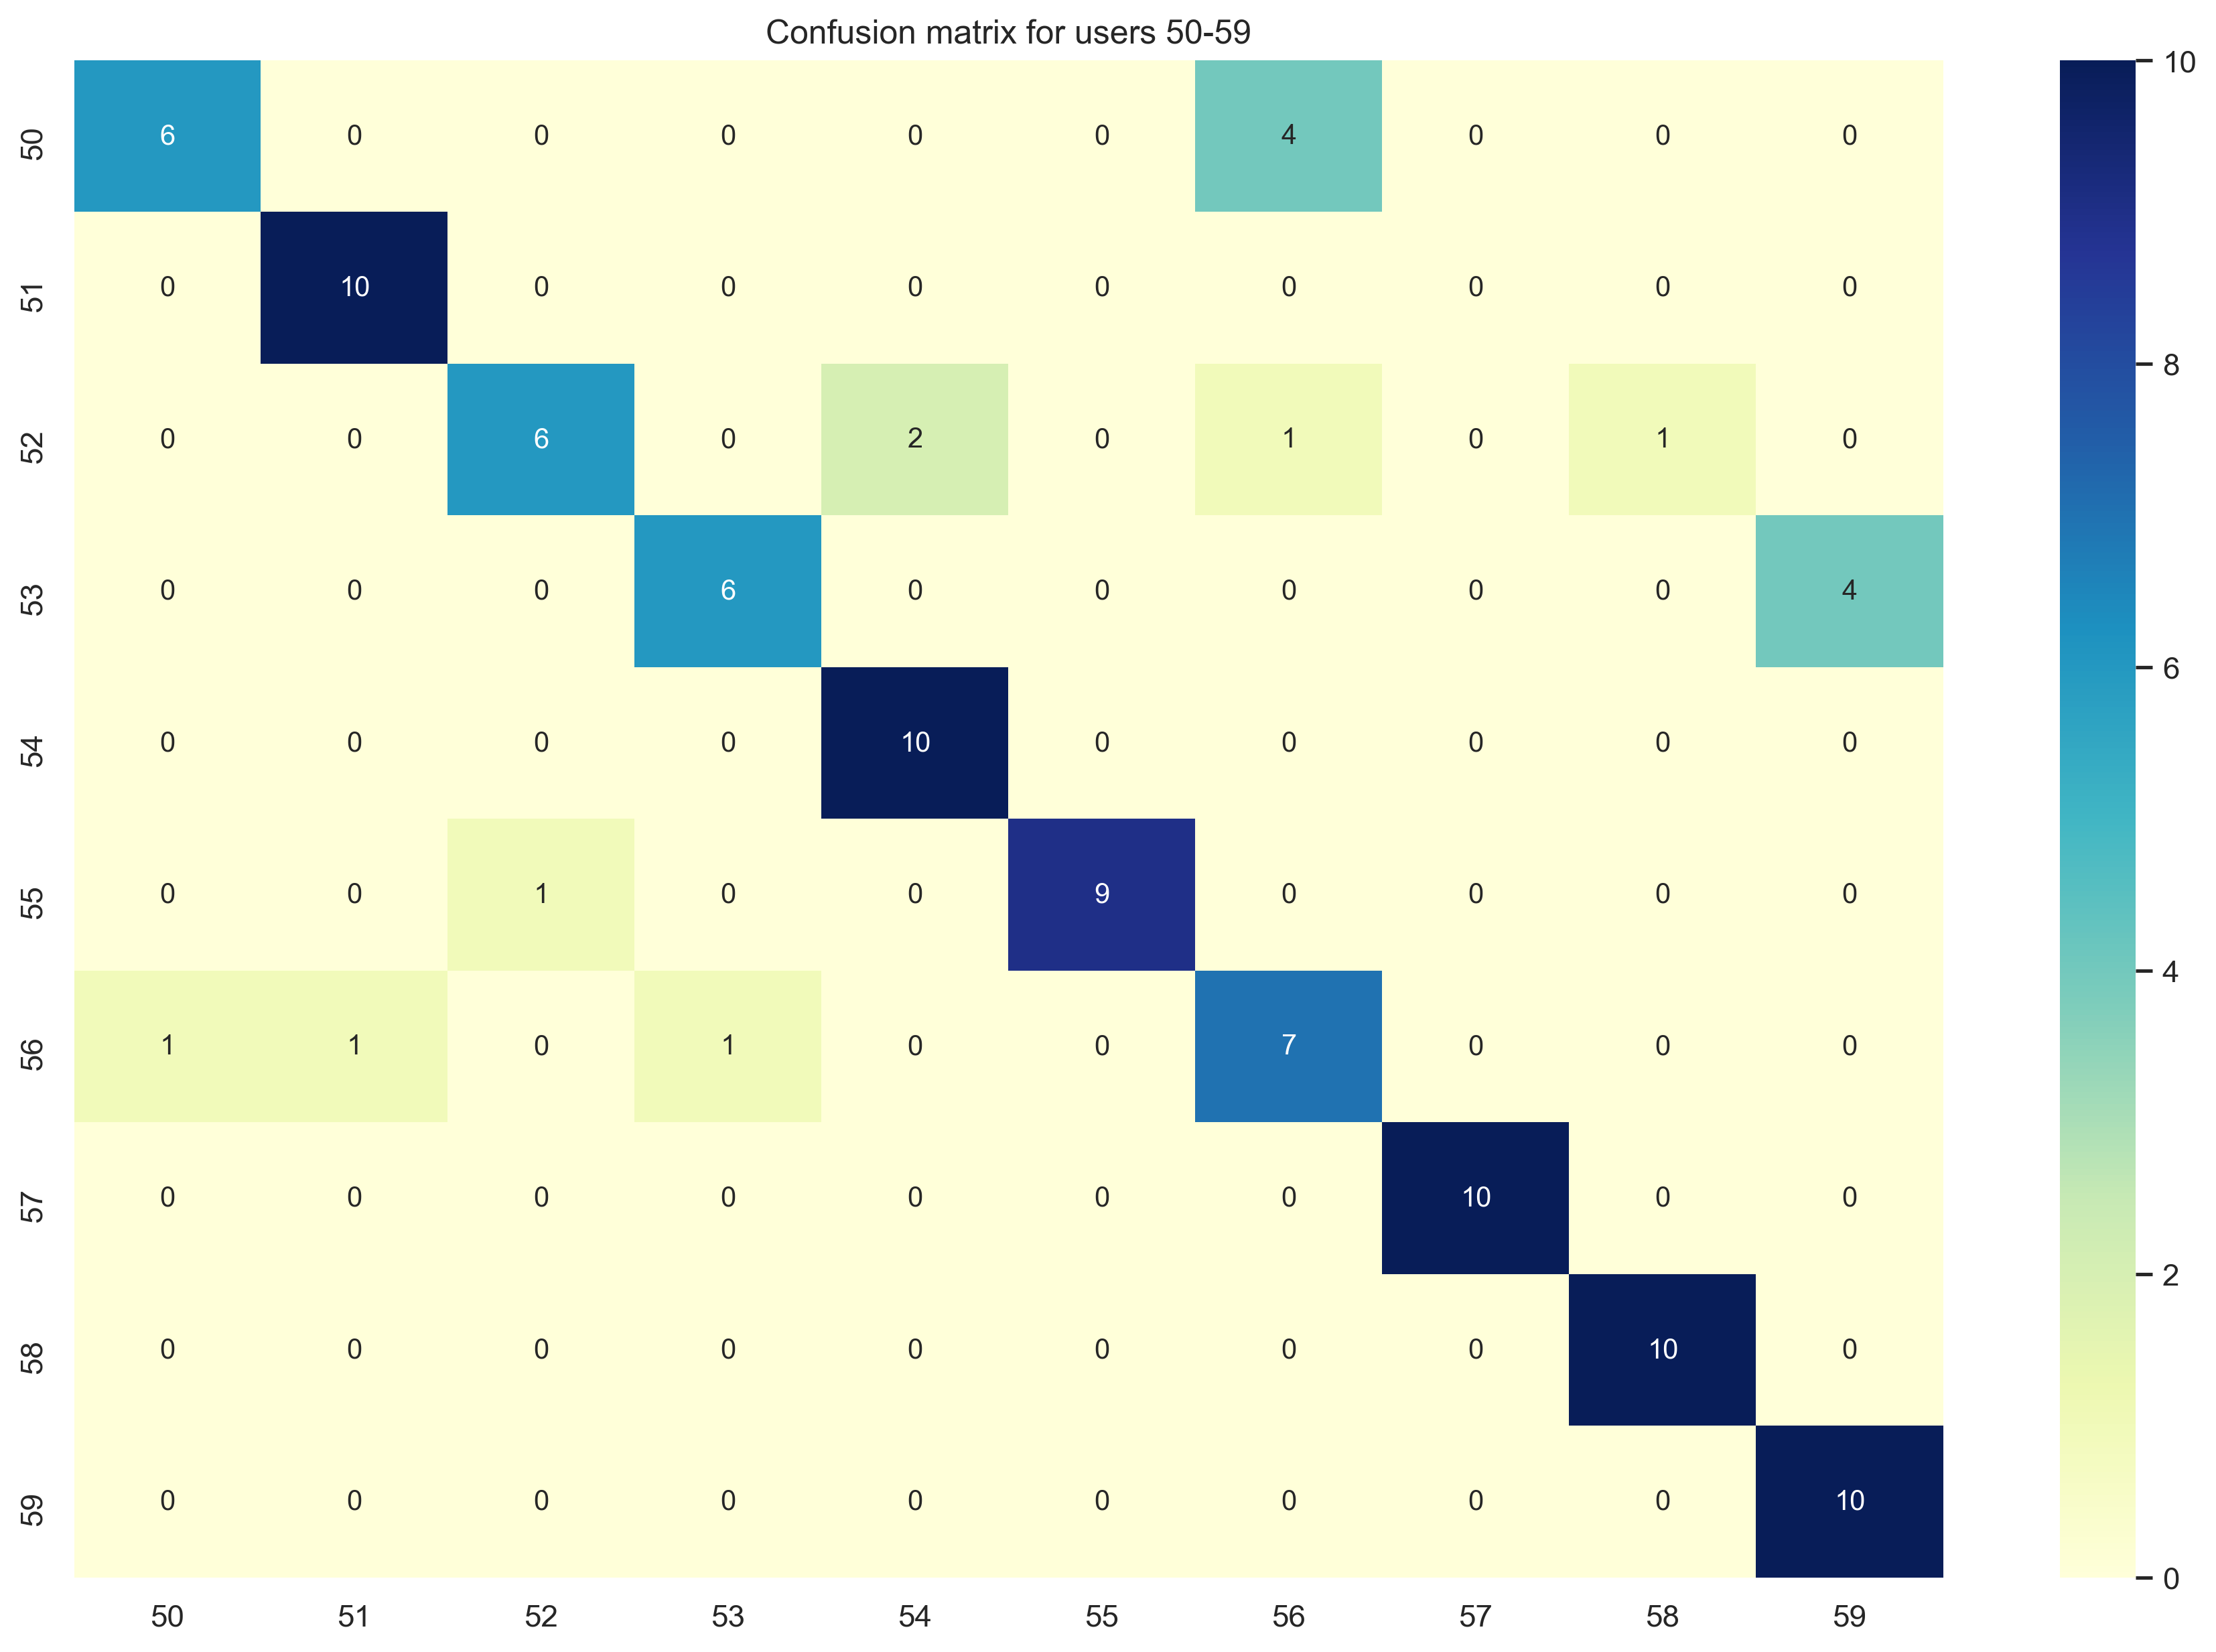 Confusion matrix for users 50-59
50 6 0 0 0 0 0 4 0 0 0
51 0 10 0 0 0 0 0 0 0 0
52 0 0 6 0 2 0 1 0 1 0
53 0 0 0 6 0 0 0 0 0 4
54 0 0 0 0 10 0 0 0 0 0
55 0 0 1 0 0 9 0 0 0 0
56 1 1 0 1 0 0 7 0 0 0
57 0 0 0 0 0 0 0 10 0 0
58 0 0 0 0 0 0 0 0 10 0
59 0 0 0 0 0 0 0 0 0 10
50 51 52 53 54 55 56 57 58 59
10
8
6
4
2
0